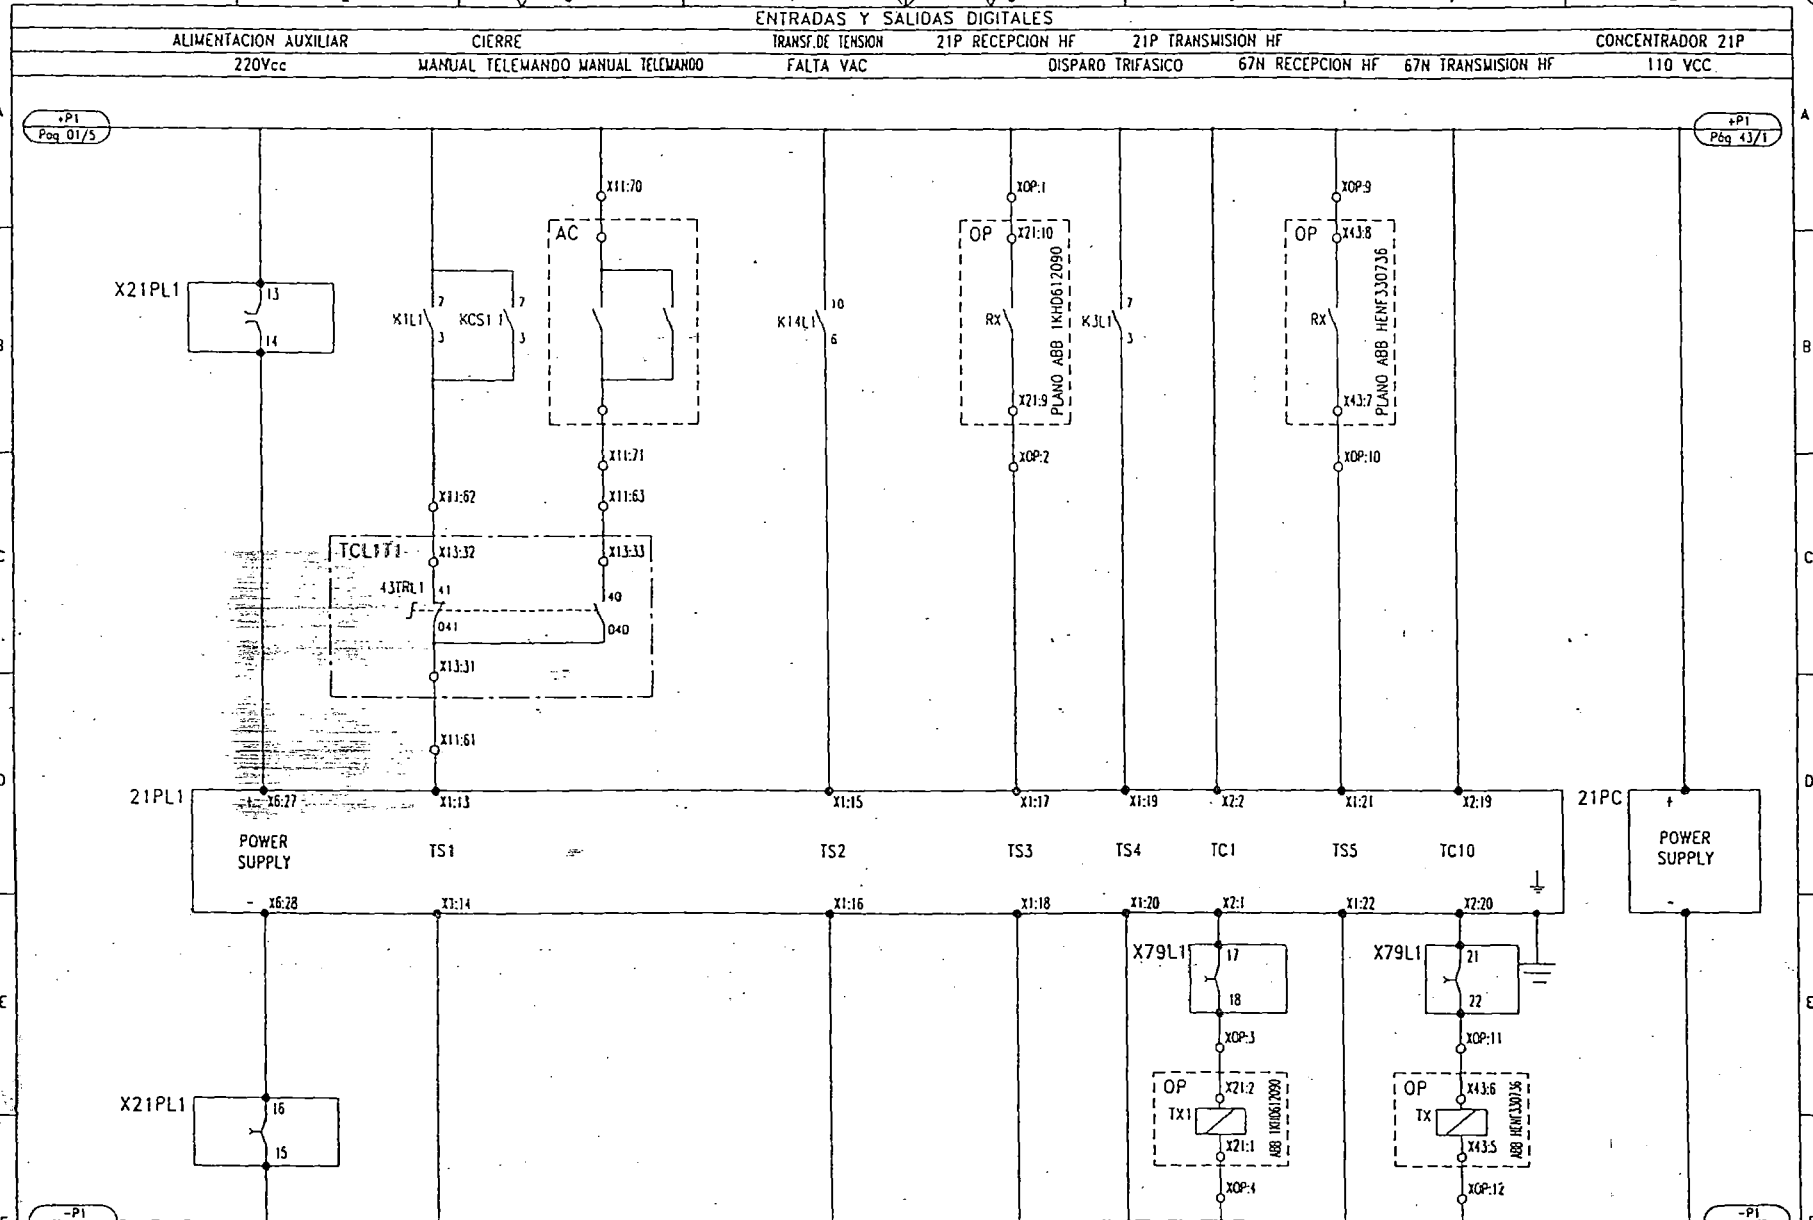 ENTRADAS Y SALIDAS DIGITALES
ALIMENTACION AUXILIAR CIERRE TRANSF.DE TENSION 21P RECEPCION HF 21P TRANSMISION HF CONCENTRADOR 21P
220Vcc MANUAL TELEMANDO MANUAL TELEMANDO FALTA VAC DISPARO TRIFASICO 67N RECEPCION HF 67N TRANSMISION HF 110 VCC.
A +P1 +P1 A
Pag 01/5 Pág 43/1
X11:70 XOP:1 XOP:9
AC OP X21:10 OP X43:8
PLANO ABB 1KHD612090
PLANO ABB HENF330736
X21PL1 13
14
7 7 10 7
K1L1 KCS1 1 K14L1 RX K3L1 RX
3 3 6 3
B B
X21:9 X43:7
X11:71 XOP:2 XOP:10
X11:62 X11:63
C TCL1T1 X13:32 X13:33 C
43TRL1 41 40
041 040
X13:31
X11:61
D D
21PL1 + X6:27 X1:13 X1:15 X1:17 X1:19 X2:2 X1:21 X2:19 21PC +
POWER SUPPLY TS1 TS2 TS3 TS4 TC1 TS5 TC10 POWER SUPPLY
- X6:28 X1:14 X1:16 X1:18 X1:20 X2:1 X1:22 X2:20 -
X79L1 17 X79L1 21
18 22
E E
XOP:3 XOP:11
X21PL1 16
15
OP X21:2 OP X43:6
TX1 TX
ABB 1KHD612090
ABB HENF330736
X21:1 X43:5
XOP:4 XOP:12
-P1 -P1
F